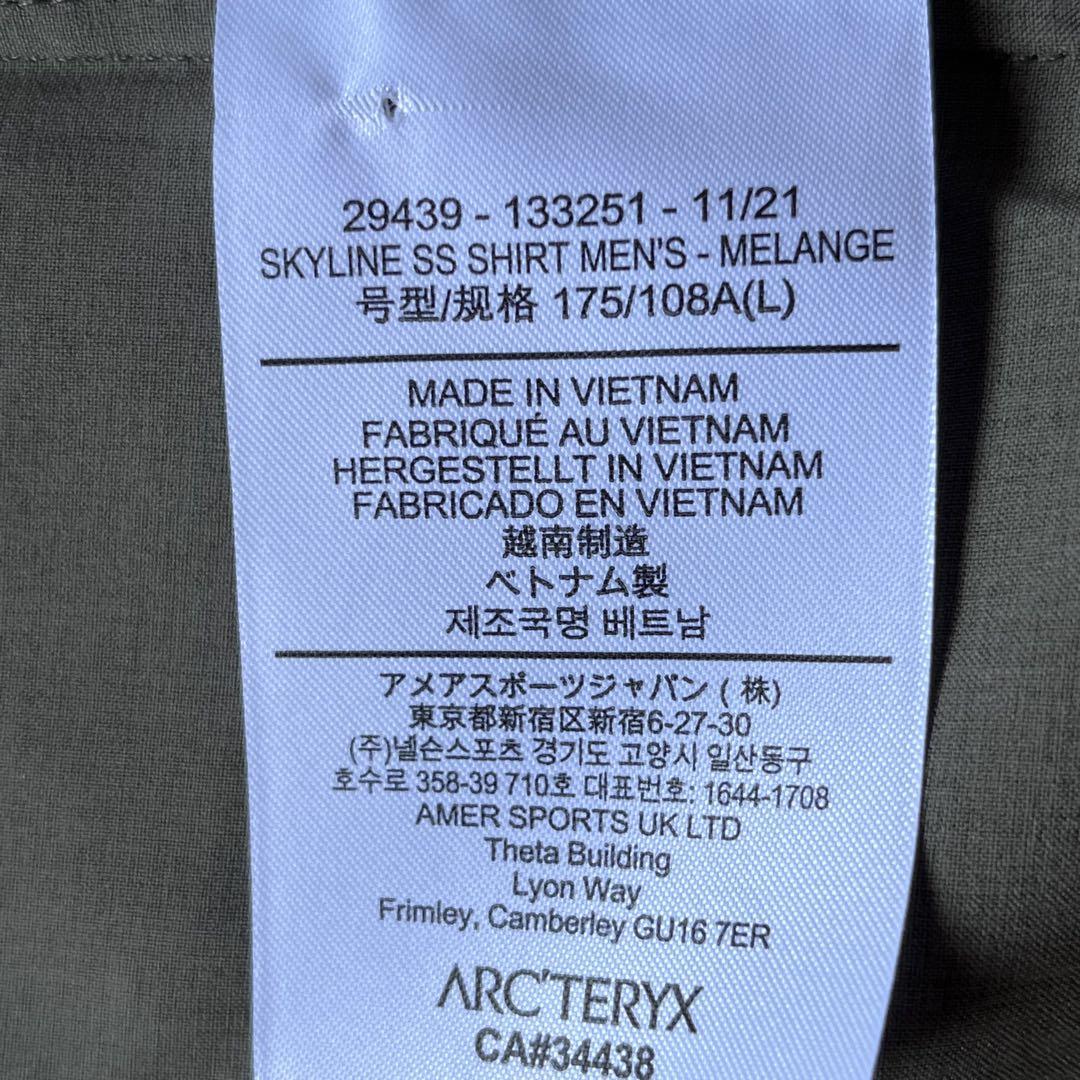 29439 - 133251 - 11/21
SKYLINE SS SHIRT MEN'S - MELANGE
号型/规格 175/108A(L)
MADE IN VIETNAM
FABRIQUÉ AU VIETNAM
HERGESTELLT IN VIETNAM
FABRICADO EN VIETNAM
越南制造
ベトナム製
제조국명 베트남
アメアスポーツジャパン ( 株)
東京都新宿区新宿6-27-30
(주)넬슨스포츠 경기도 고양시 일산동구
호수로 358-39 710호 대표번호: 1644-1708
AMER SPORTS UK LTD
Theta Building
Lyon Way
Frimley, Camberley GU16 7ER
ARC'TERYX
CA#34438